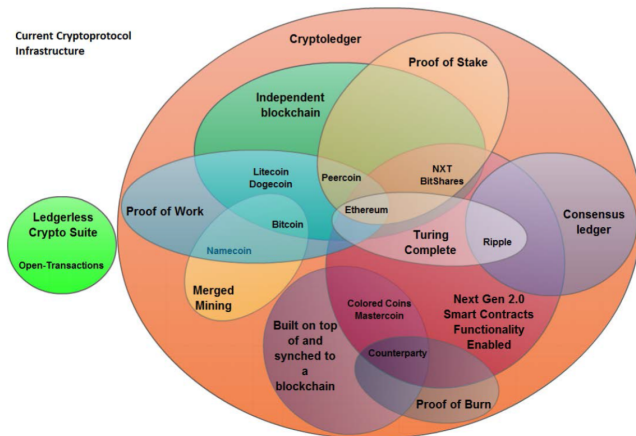 Current Cryptoprotocol
Infrastructure
Cryptoledger
Proof of Stake
Independent
blockchain
Litecoin
Dogecoin
Peercoin
NXT
BitShares
Proof of Work
Bitcoin
Ethereum
Turing
Complete
Ripple
Consensus
ledger
Ledgerless
Crypto Suite
Open-Transactions
Namecoin
Merged
Mining
Colored Coins
Mastercoin
Next Gen 2.0
Smart Contracts
Functionality
Enabled
Built on top
of and
synched to
a
blockchain
Counterparty
Proof of Burn